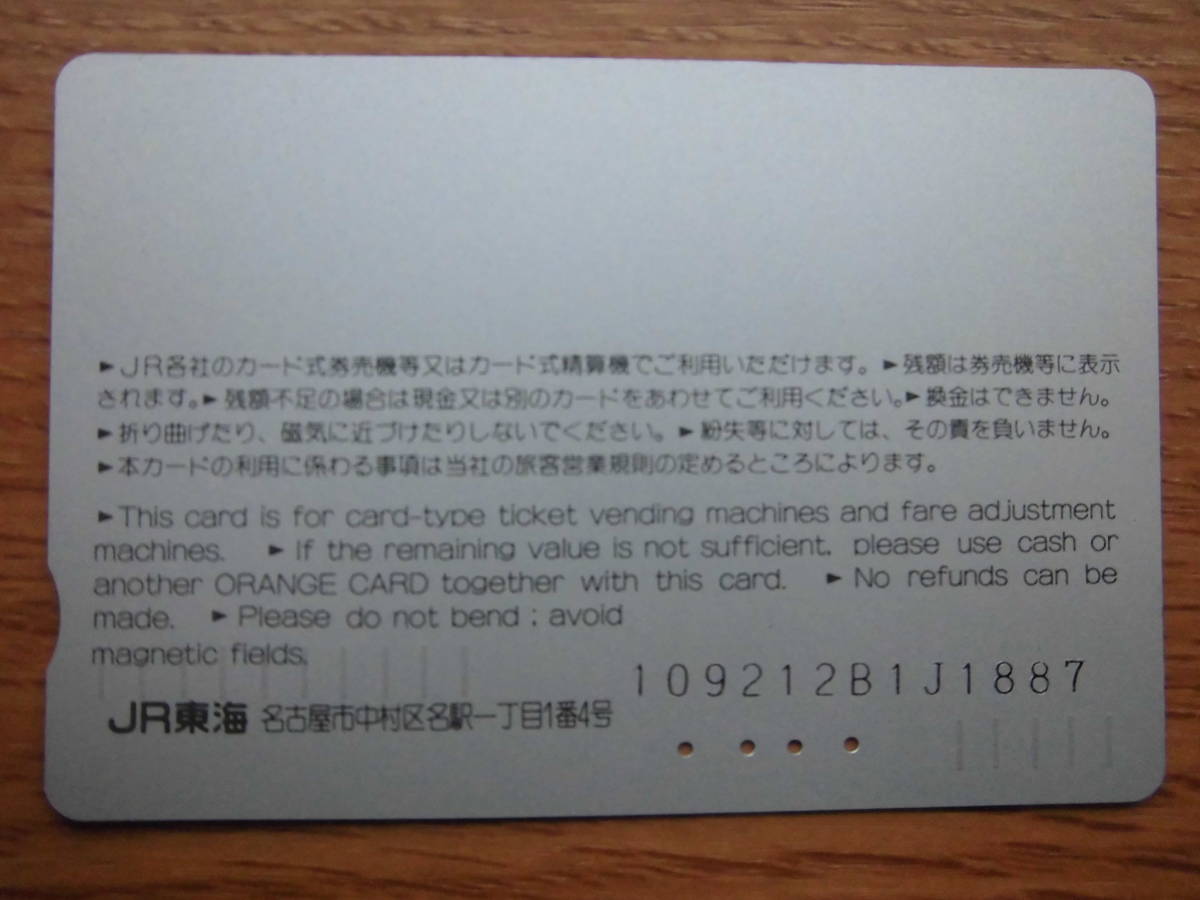 ►JR各社のカード式券売機等又はカード式精算機でご利用いただけます。►残額は券売機等に表示
されます。►残額不足の場合は現金又は別のカードをあわせてご利用ください。►換金はできません。
►折り曲げたり、磁気に近づけたりしないでください。►紛失等に対しては、その責を負いません。
►本カードの利用に係わる事項は当社の旅客営業規則の定めるところによります。
►This card is for card-type ticket vending machines and fare adjustment
machines. ►If the remaining value is not sufficient, please use cash or
another ORANGE CARD together with this card. ►No refunds can be
made. ►Please do not bend; avoid
magnetic fields.
109212B1J1887
JR東海 名古屋市中村区名駅一丁目1番4号